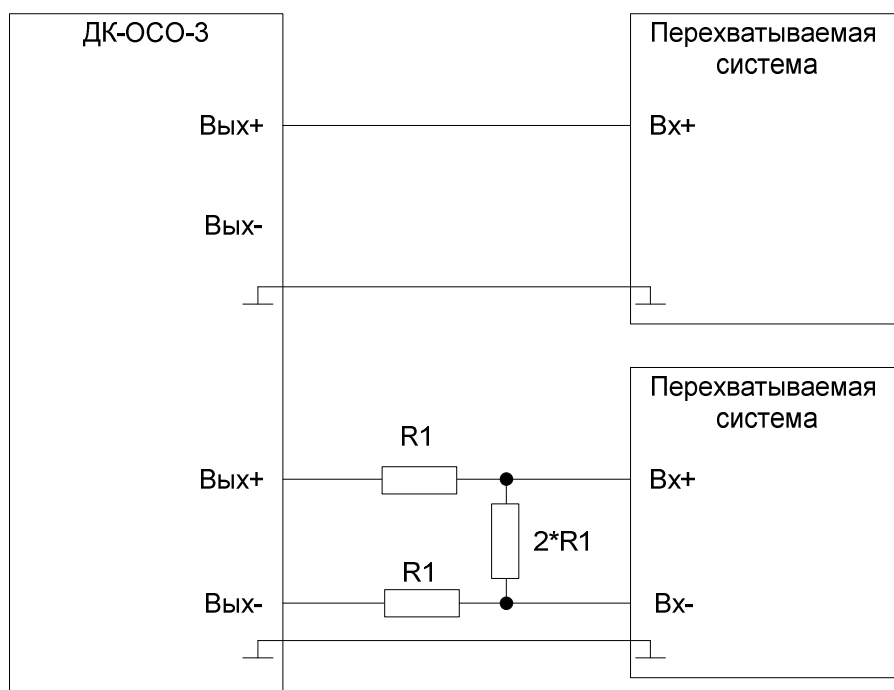 ДК-ОСО-3
Перехватываемая
система
Вых+
Вх+
Вых-
Перехватываемая
система
R1
Вых+
Вх+
2*R1
R1
Вых-
Вх-